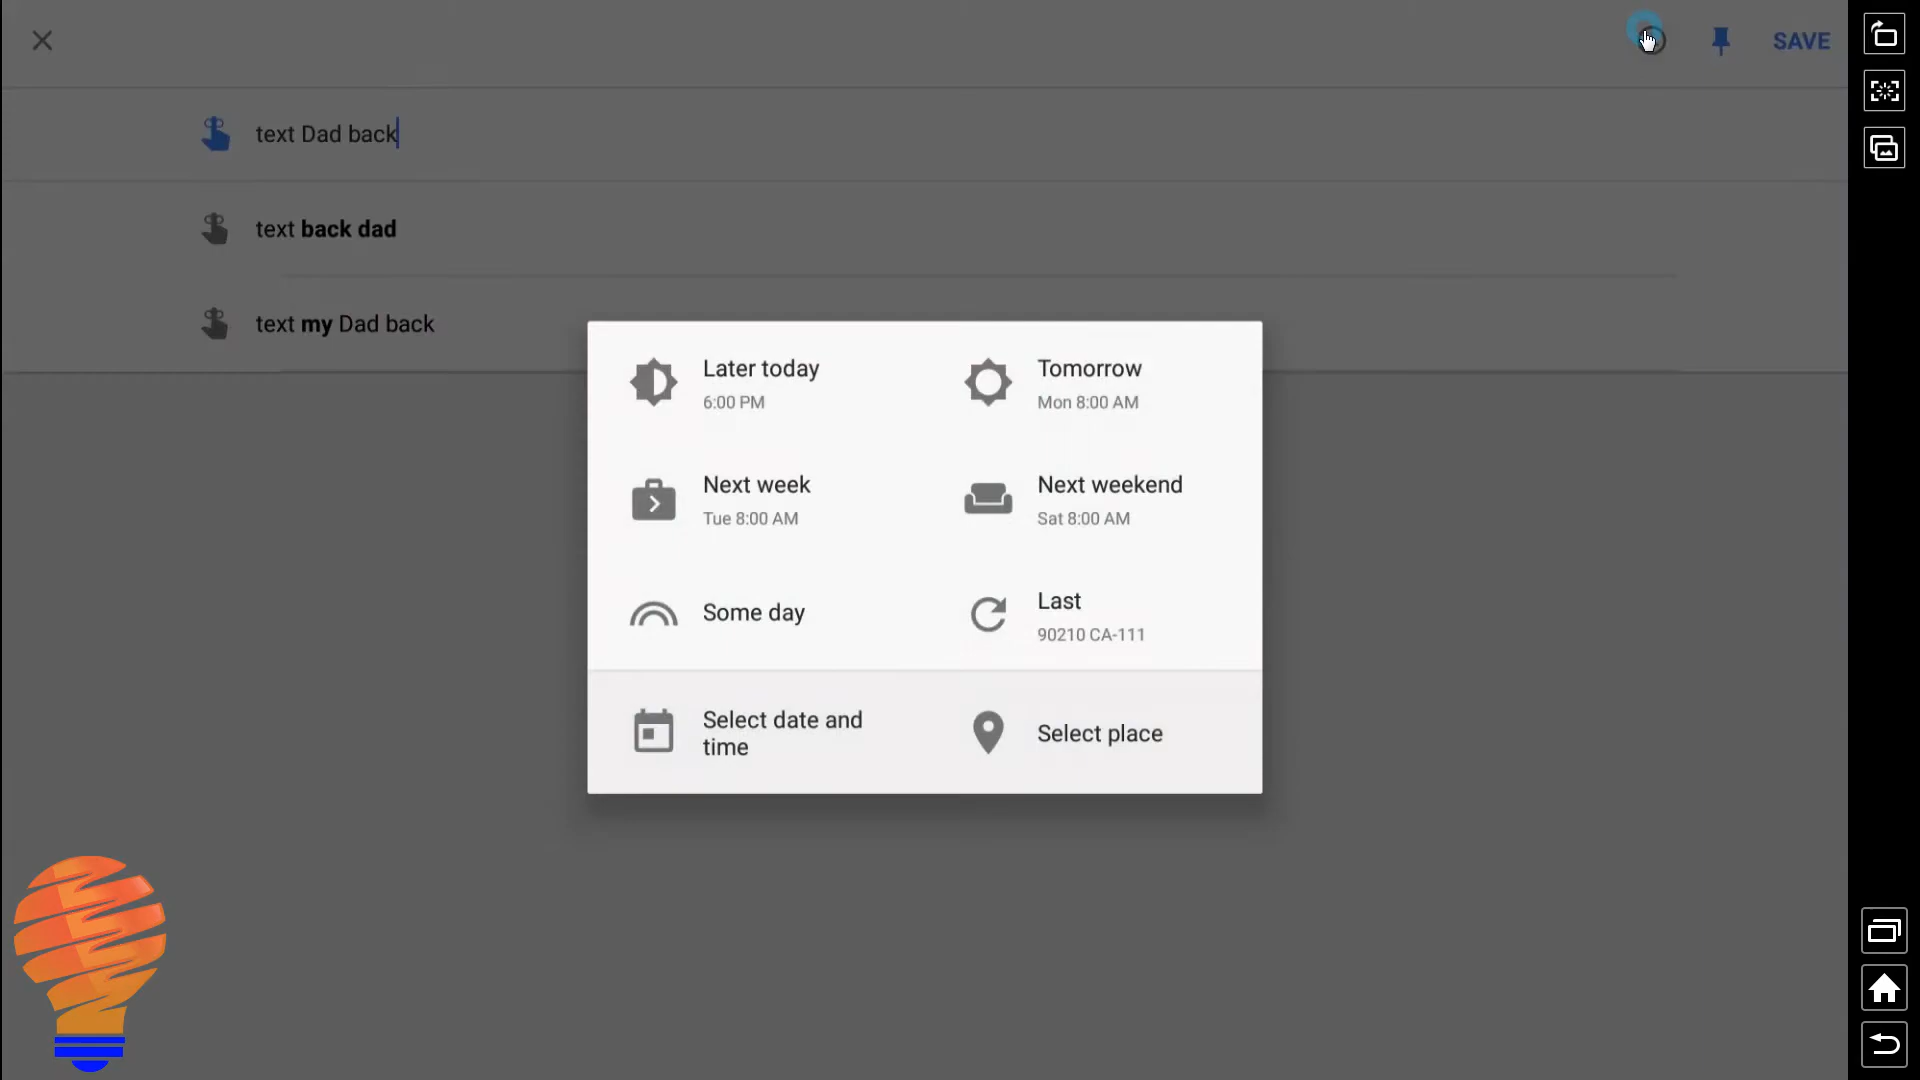 SAVE
text Dad back
text back dad
text my Dad back
Later today
6:00 PM
Tomorrow
Mon 8:00 AM
Next week
Tue 8:00 AM
Next weekend
Sat 8:00 AM
Some day
Last
90210 CA-111
Select date and
time
Select place